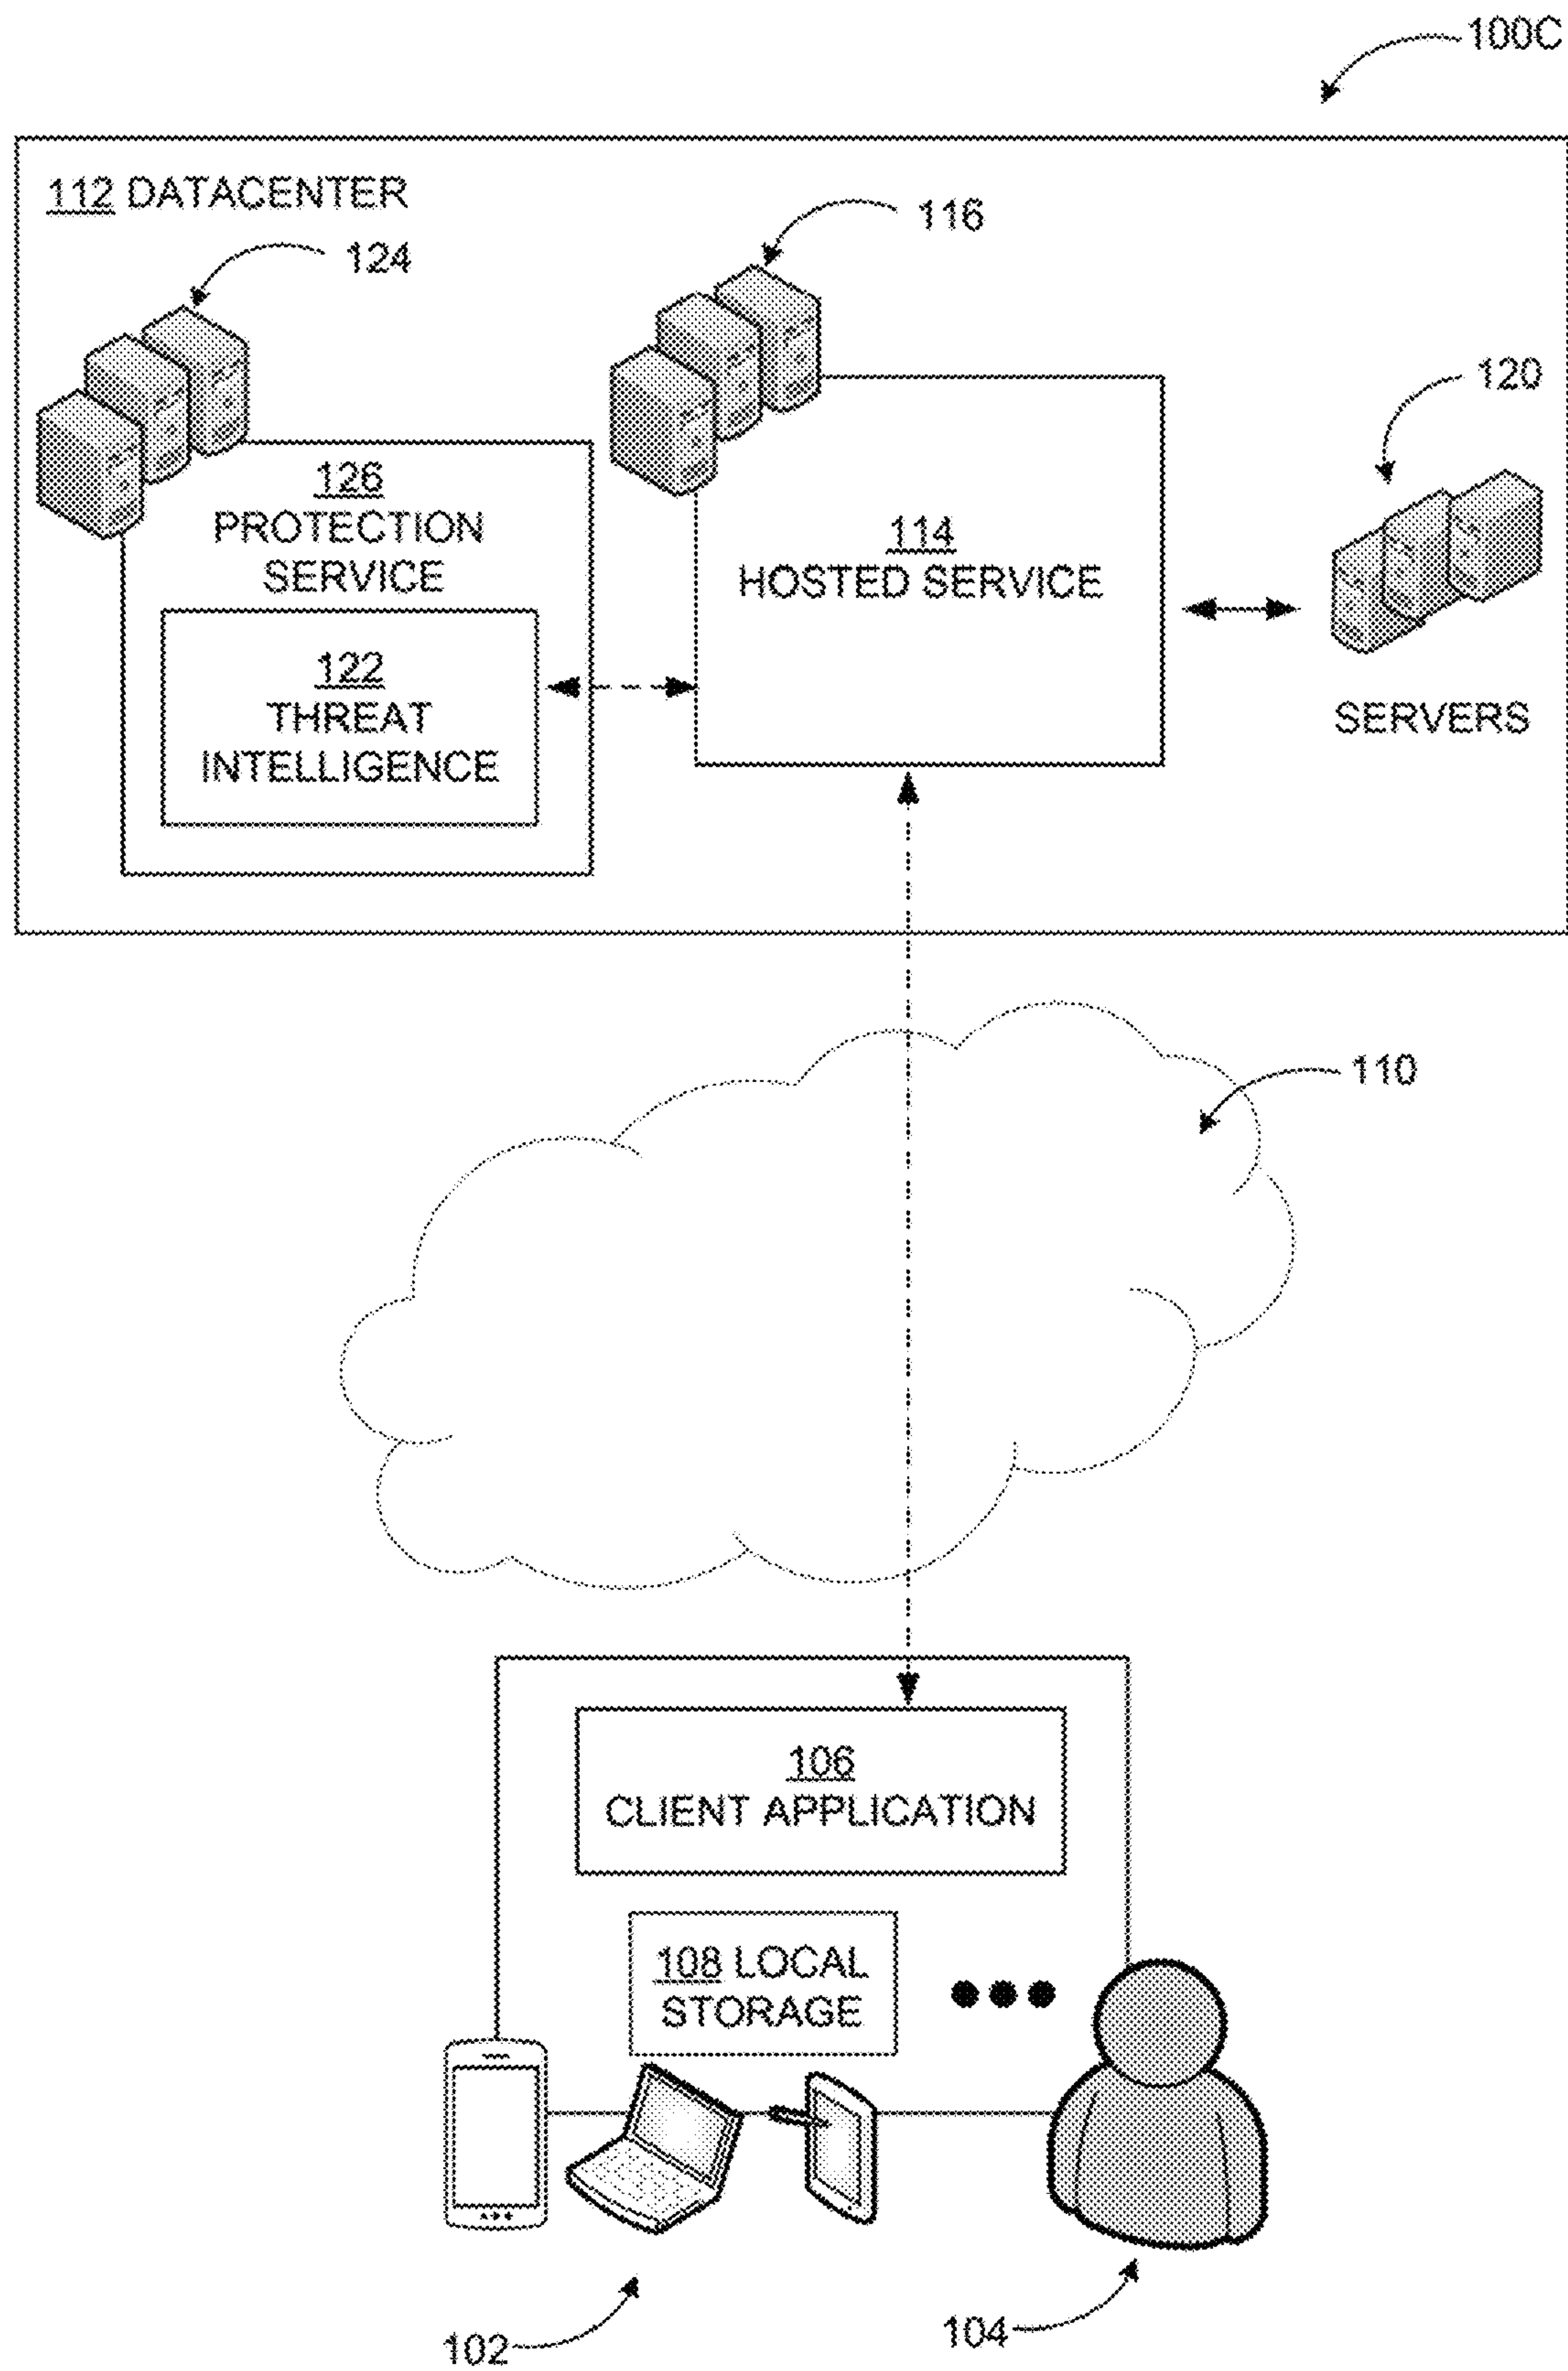 100C
112 DATACENTER
116
124
120
126
PROTECTION
SERVICE
114
HOSTED SERVICE
122
THREAT
INTELLIGENCE
SERVERS
110
106
CLIENT APPLICATION
108 LOCAL
STORAGE
102
104